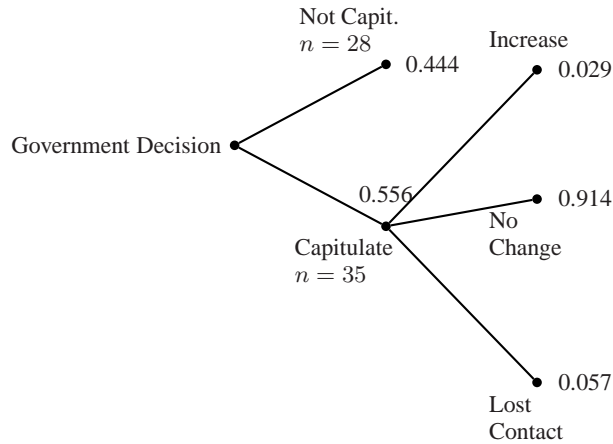 Not Capit.
n = 28
0.444
Increase
0.029
Government Decision
0.556
0.914
No
Change
Capitulate
n = 35
0.057
Lost
Contact